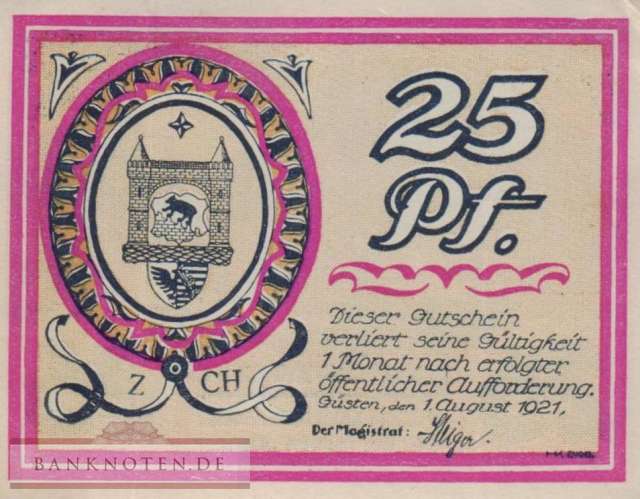 25
Pf.
Dieser Gutschein
verliert seine Gültigkeit
1 Monat nach erfolgter
öffentlicher Aufforderung.
Güsten, den 1. August 1921,
Der Magistrat:
Z CH
BANKNOTEN.DE